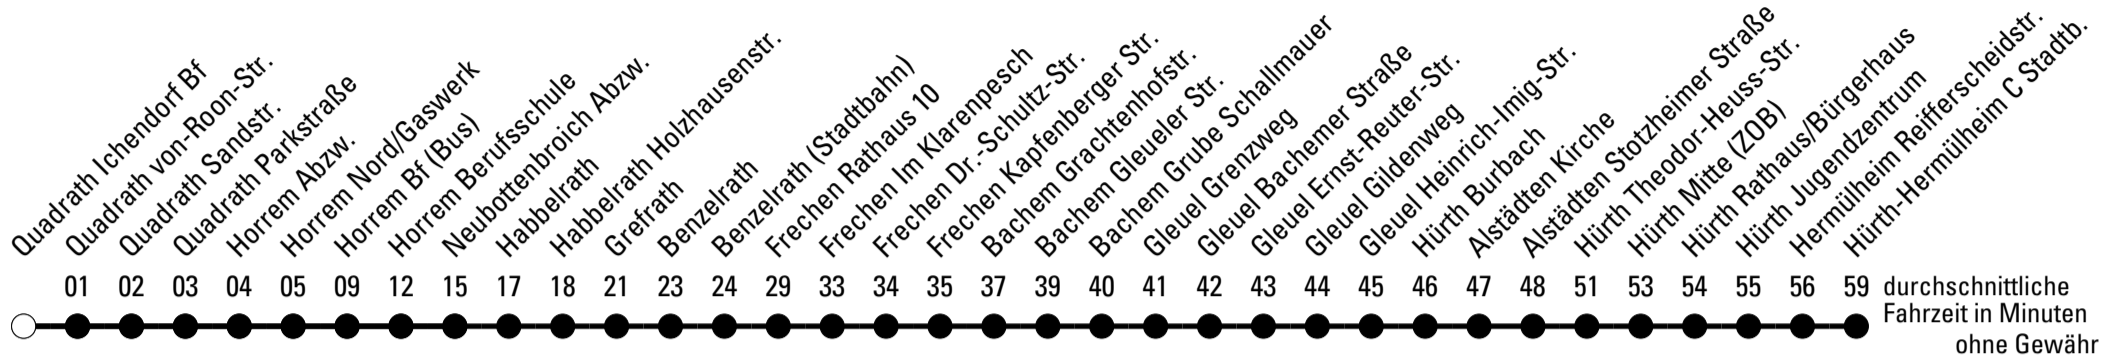 Quadrath Ichendorf Bf
Quadrath von-Roon-Str.
Quadrath Sandstr.
Quadrath Parkstraße
Horrem Abzw.
Horrem Nord/Gaswerk
Horrem Bf (Bus)
Horrem Berufsschule
Neubottenbroich Abzw.
Habbelrath
Habbelrath Holzhausenstr.
Grefrath
Benzelrath
Benzelrath (Stadtbahn)
Frechen Rathaus 10
Frechen Im Klarenpesch
Frechen Dr.-Schultz-Str.
Frechen Kapfenberger Str.
Bachem Grachtenhofstr.
Bachem Gleueler Str.
Bachem Grube Schallmauer
Gleuel Grenzweg
Gleuel Bachemer Straße
Gleuel Ernst-Reuter-Str.
Gleuel Gildenweg
Gleuel Heinrich-Imig-Str.
Hürth Burbach
Alstädten Kirche
Alstädten Stotzheimer Straße
Hürth Theodor-Heuss-Str.
Hürth Mitte (ZOB)
Hürth Rathaus/Bürgerhaus
Hürth Jugendzentrum
Hermülheim Reifferscheidstr.
Hürth-Hermülheim C Stadtb.
01 02 03 04 05 09 12 15 17 18 21 23 24 29 33 34 35 37 39 40 41 42 43 44 45 46 47 48 51 53 54 55 56 59 durchschnittliche
Fahrzeit in Minuten
ohne Gewähr